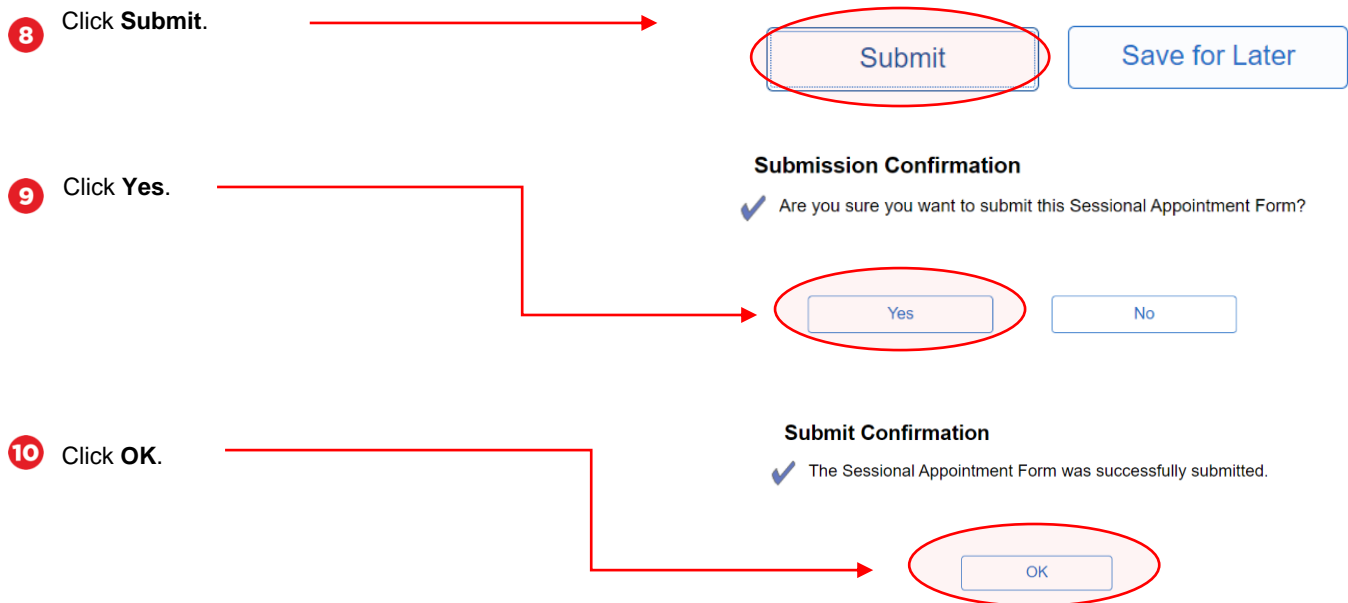 8 Click Submit.
Submit Save for Later
Submission Confirmation
9 Click Yes.
Are you sure you want to submit this Sessional Appointment Form?
Yes No
Submit Confirmation
10 Click OK.
The Sessional Appointment Form was successfully submitted.
OK